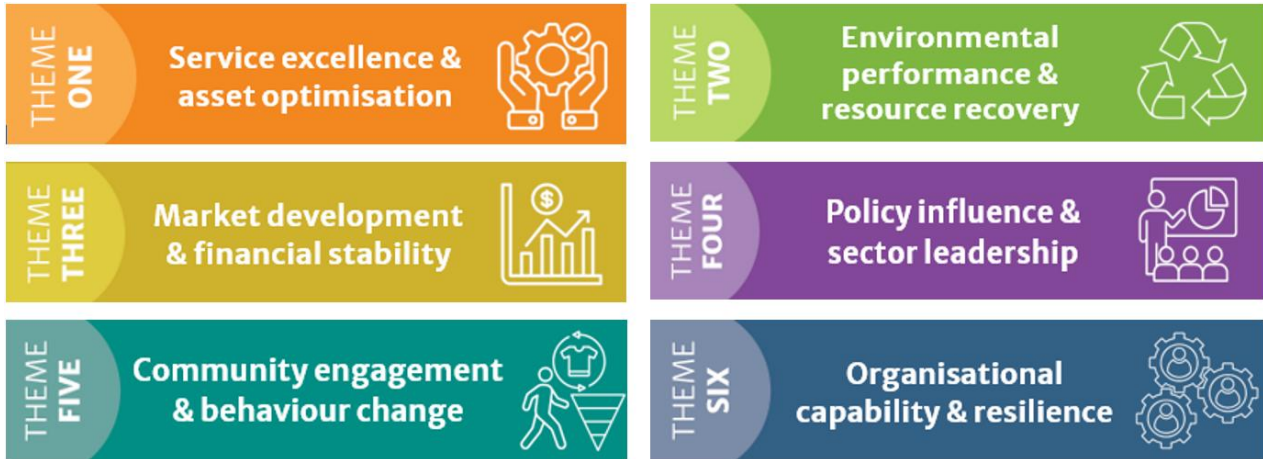 THEME
ONE
Service excellence &
asset optimisation
THEME
TWO
Environmental
performance &
resource recovery
THEME
THREE
Market development
& financial stability
$
THEME
FOUR
Policy influence &
sector leadership
THEME
FIVE
Community engagement
& behaviour change
THEME
SIX
Organisational
capability & resilience